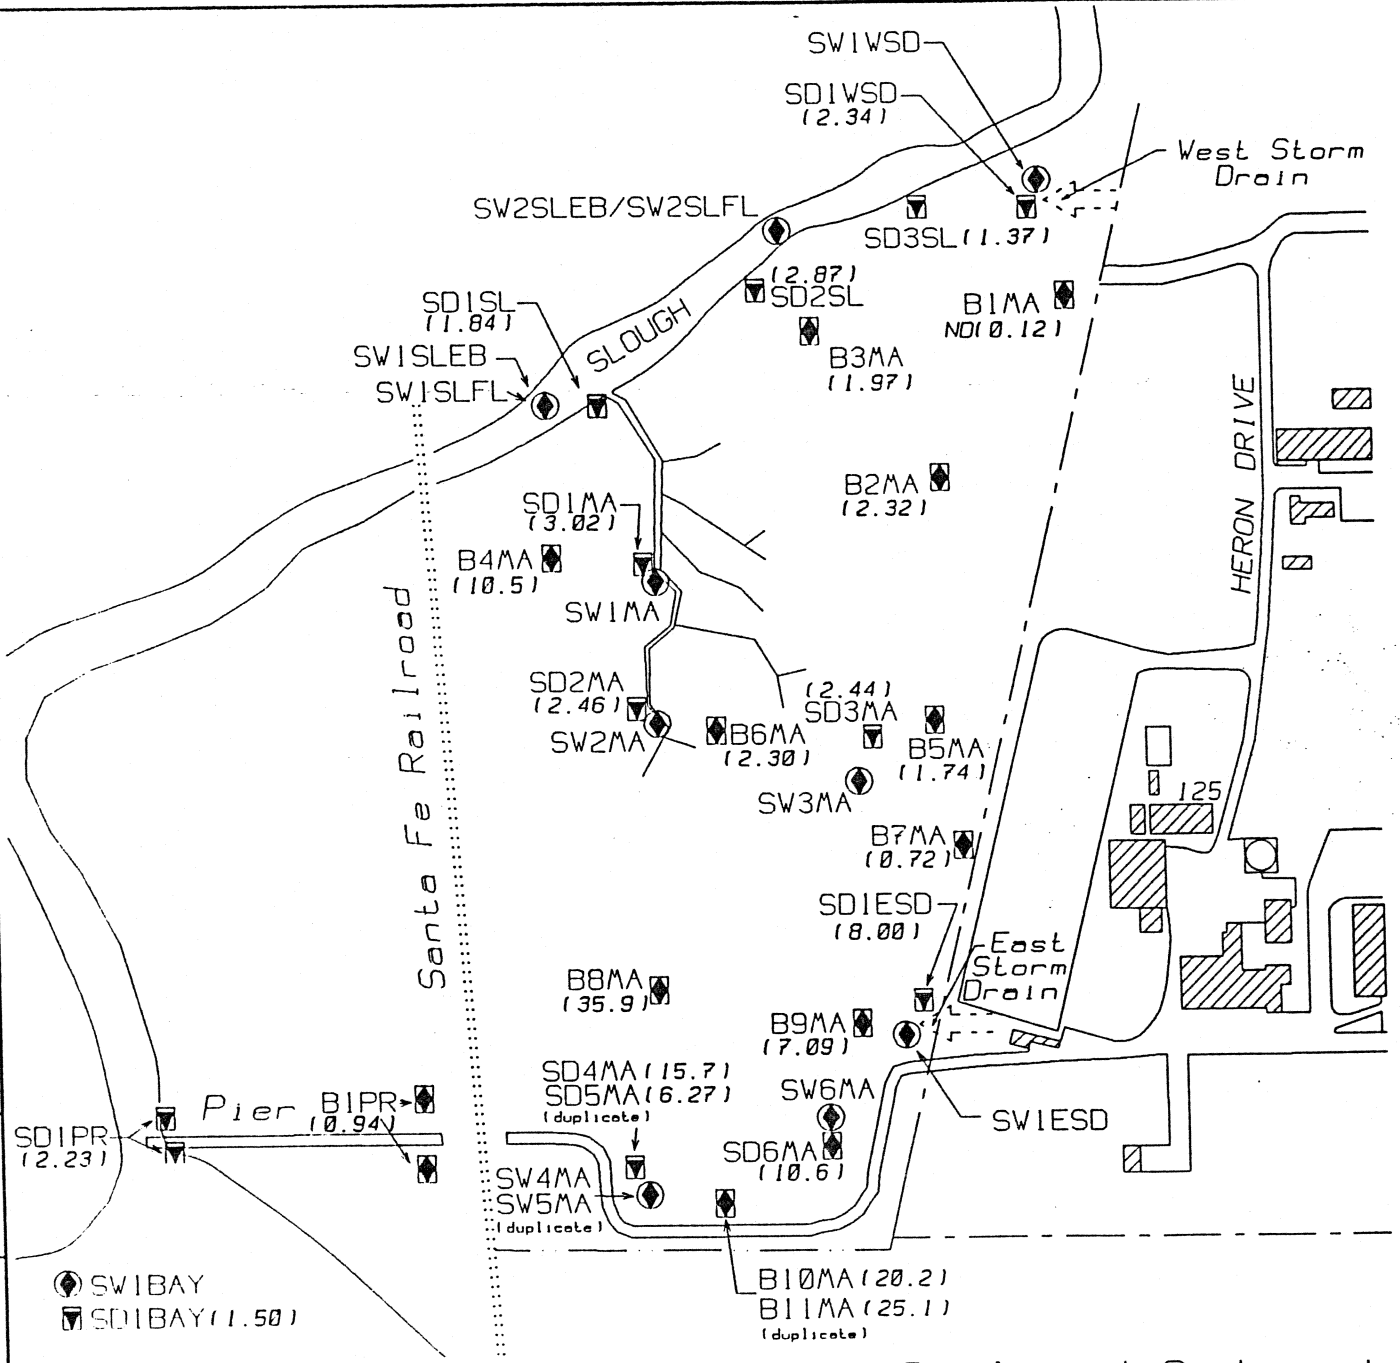 SW1WSD
SD1WSD
(2.34)
West Storm
Drain
SW2SLEB/SW2SLFL
SD3SL(1.37)
(2.87)
SD2SL
SD1SL
(1.84)
B1MA
ND(0.12)
SLOUGH
SW1SLEB
SW1SLFL
B3MA
(1.97)
HERON DRIVE
B2MA
(2.32)
SD1MA
(3.02)
B4MA
(10.5)
SW1MA
Santa Fe Railroad
SD2MA
(2.46)
SW2MA
B6MA
(2.30)
(2.44)
SD3MA
B5MA
(1.74)
SW3MA
125
B7MA
(0.72)
SD1ESD
(8.00)
East
Storm
Drain
B8MA
(35.9)
B9MA
(7.09)
SD4MA(15.7)
SD5MA(6.27)
(duplicate)
SW6MA
SW1ESD
Pier
B1PR
(0.94)
SD1PR
(2.23)
SD6MA
(10.6)
SW4MA
SW5MA
(duplicate)
B10MA(20.2)
B11MA(25.1)
(duplicate)
SW1BAY
SD1BAY(1.50)